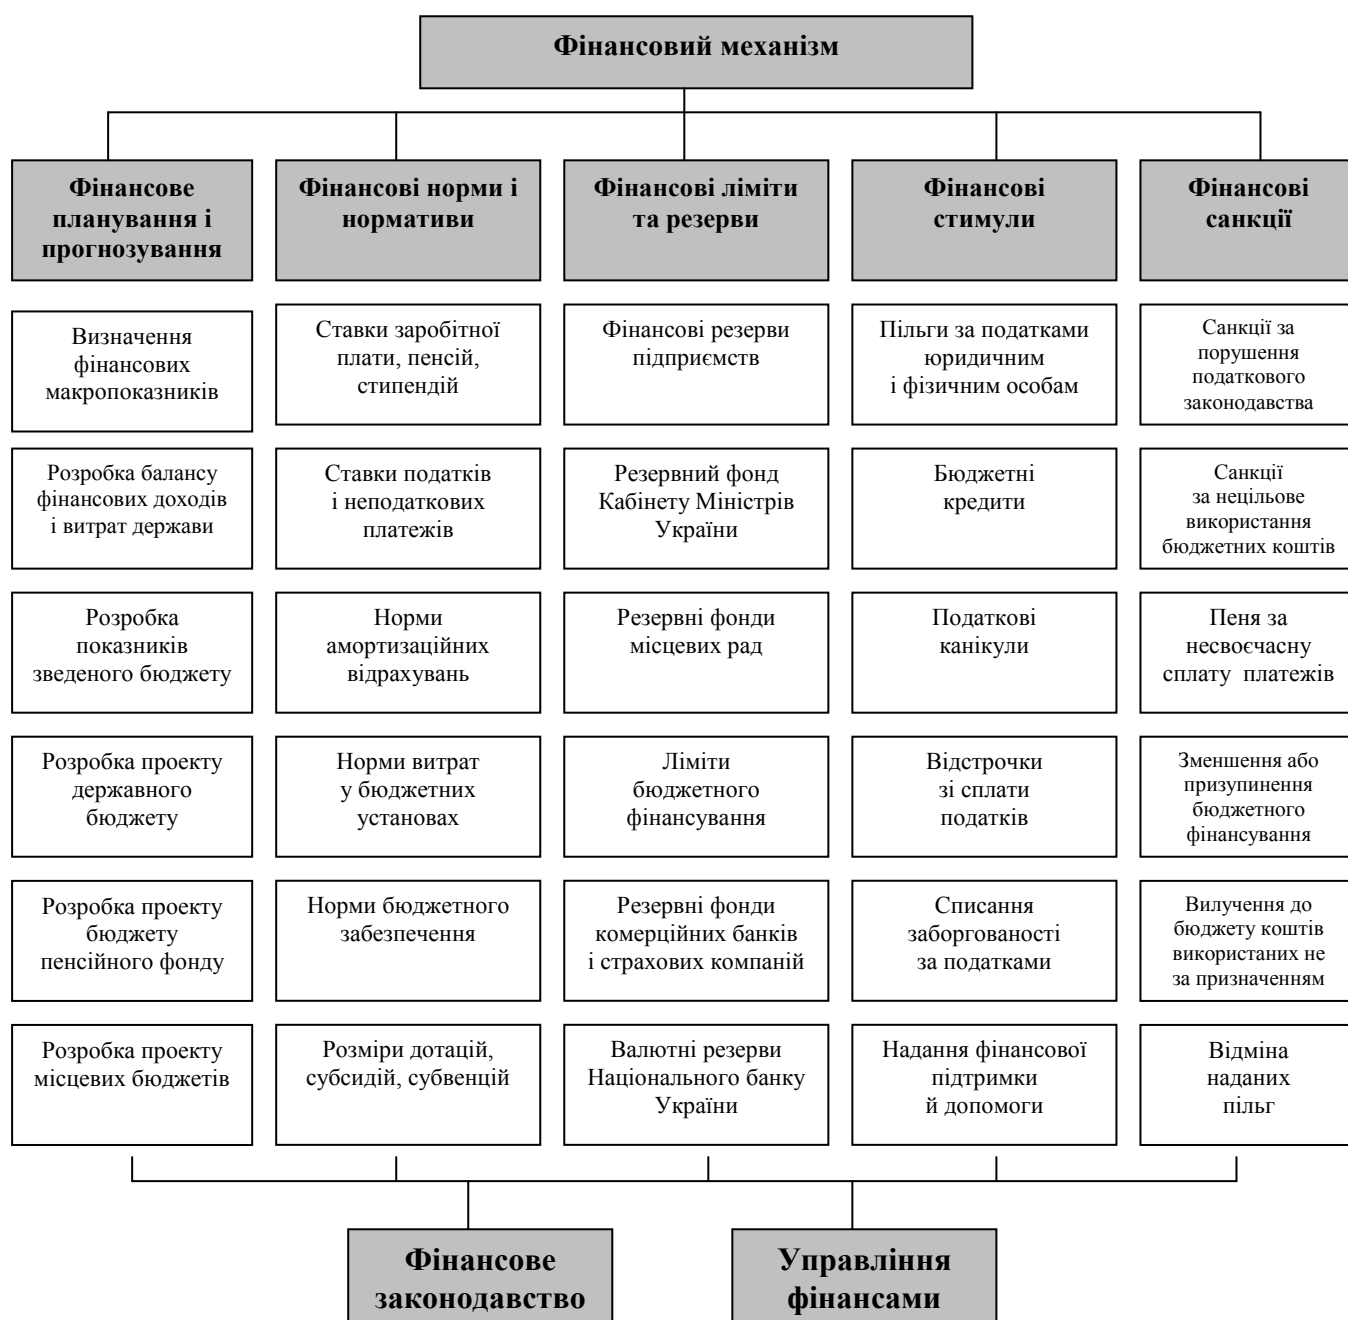 Фінансовий механізм
Фінансове
планування і
прогнозування
Фінансові норми і
нормативи
Фінансові ліміти
та резерви
Фінансові
стимули
Фінансові
санкції
Визначення
фінансових
макропоказників
Ставки заробітної
плати, пенсій,
стипендій
Фінансові резерви
підприємств
Пільги за податками
юридичним
і фізичним особам
Санкції за
порушення
податкового
законодавства
Розробка балансу
фінансових доходів
і витрат держави
Ставки податків
і неподаткових
платежів
Резервний фонд
Кабінету Міністрів
України
Бюджетні
кредити
Санкції
за нецільове
використання
бюджетних коштів
Розробка
показників
зведеного бюджету
Норми
амортизаційних
відрахувань
Резервні фонди
місцевих рад
Податкові
канікули
Пеня за
несвоєчасну
сплату платежів
Розробка проекту
державного
бюджету
Норми витрат
у бюджетних
установах
Ліміти
бюджетного
фінансування
Відстрочки
зі сплати
податків
Зменшення або
призупинення
бюджетного
фінансування
Розробка проекту
бюджету
пенсійного фонду
Норми бюджетного
забезпечення
Резервні фонди
комерційних банків
і страхових компаній
Списання
заборгованості
за податками
Вилучення до
бюджету коштів
використаних не
за призначенням
Розробка проекту
місцевих бюджетів
Розміри дотацій,
субсидій, субвенцій
Валютні резерви
Національного банку
України
Надання фінансової
підтримки
й допомоги
Відміна
наданих
пільг
Фінансове
законодавство
Управління
фінансами